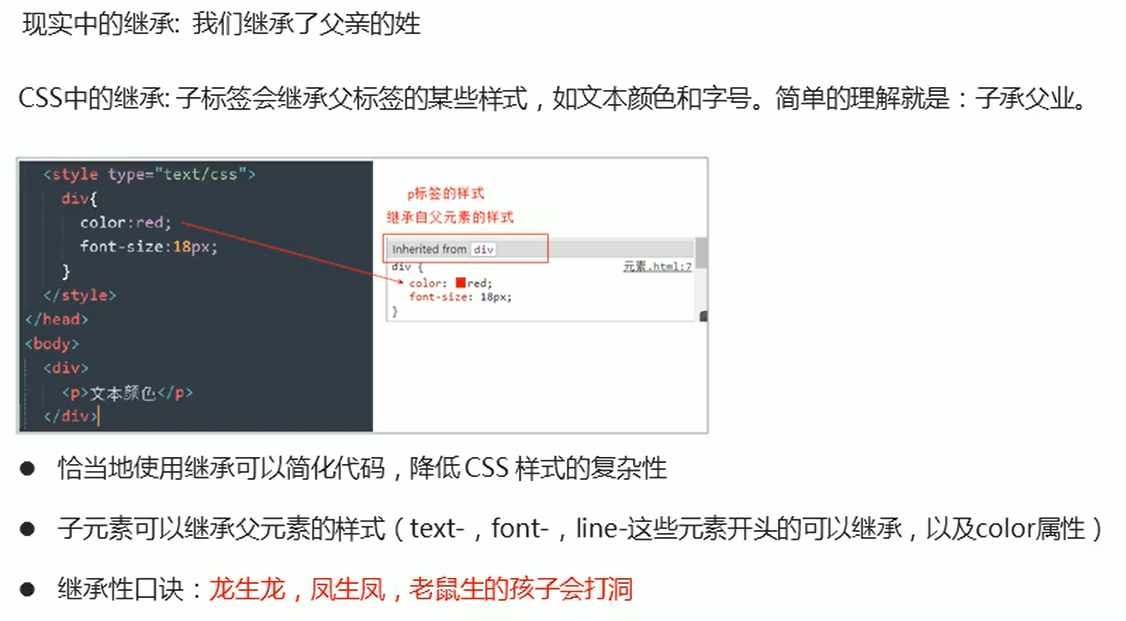 现实中的继承: 我们继承了父亲的姓
CSS中的继承: 子标签会继承父标签的某些样式，如文本颜色和字号。简单的理解就是：子承父业。
<style type="text/css">
div{
color:red;
font-size:18px;
}
</style>
</head>
<body>
<div>
<p>文本颜色</p>
</div>
p标签的样式
继承自父元素的样式
Inherited from div
div {
元素.html:7
color: red;
font-size: 18px;
}
● 恰当地使用继承可以简化代码，降低 CSS 样式的复杂性
● 子元素可以继承父元素的样式（text-，font-，line-这些元素开头的可以继承，以及color属性）
● 继承性口诀：龙生龙，凤生凤，老鼠生的孩子会打洞